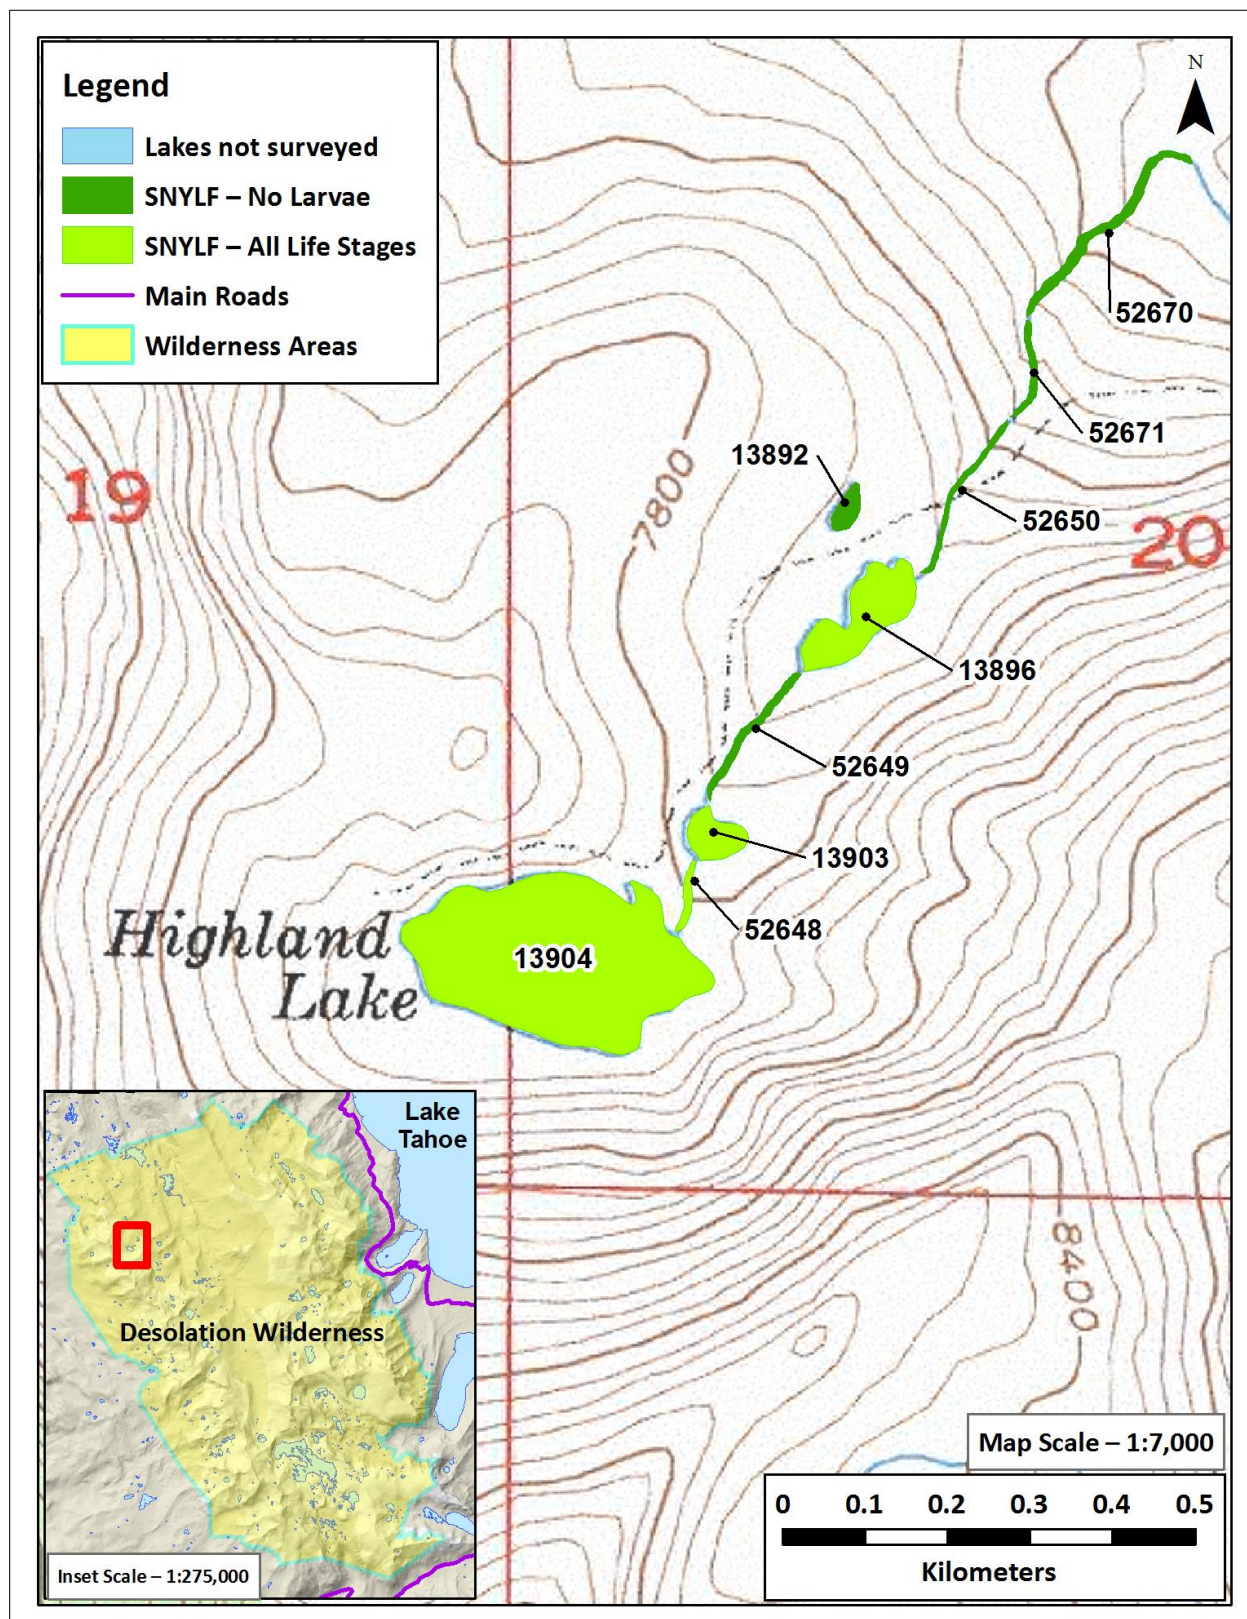 Legend
Lakes not surveyed
SNYLF – No Larvae
SNYLF – All Life Stages
Main Roads
Wilderness Areas
N
52670
52671
13892
7800
19
52650
20
13896
52649
13903
52648
Highland
Lake
13904
Lake
Tahoe
Desolation Wilderness
Inset Scale – 1:275,000
8400
Map Scale – 1:7,000
0 0.1 0.2 0.3 0.4 0.5
Kilometers